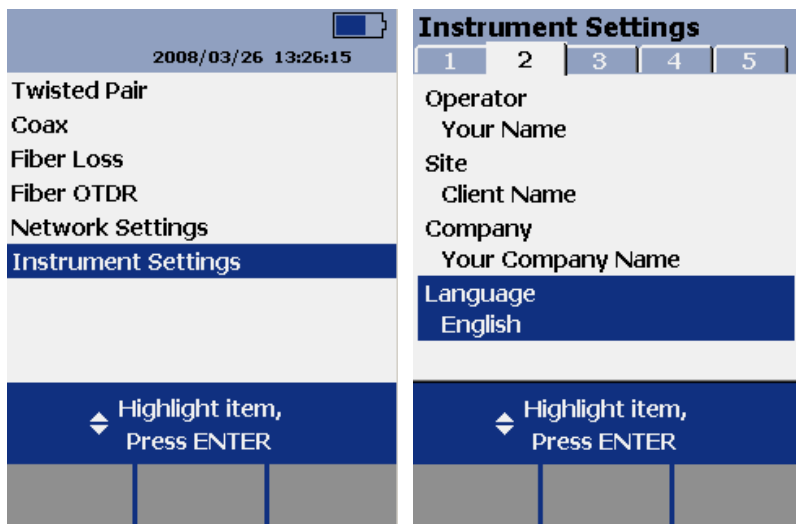 2008/03/26 13:26:15
Twisted Pair
Coax
Fiber Loss
Fiber OTDR
Network Settings
Instrument Settings
Highlight item,
Press ENTER
Instrument Settings
1 2 3 4 5
Operator
Your Name
Site
Client Name
Company
Your Company Name
Language
English
Highlight item,
Press ENTER